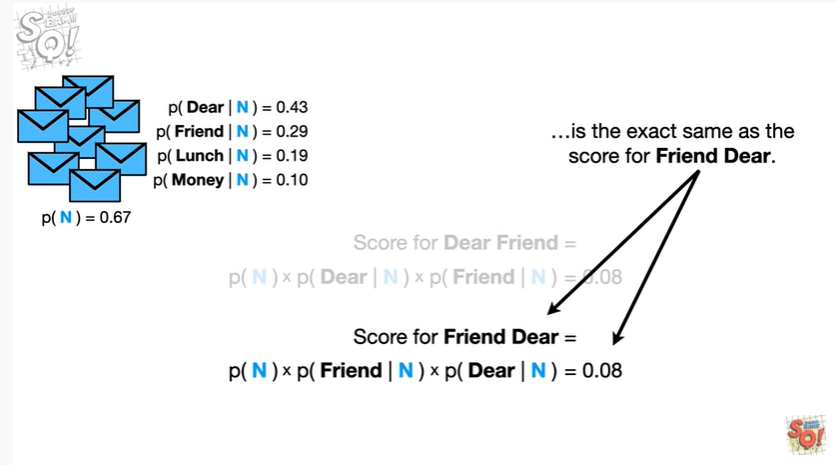 p( Dear | N ) = 0.43
p( Friend | N ) = 0.29
p( Lunch | N ) = 0.19
p( Money | N ) = 0.10
p( N ) = 0.67
...is the exact same as the
score for Friend Dear.
Score for Dear Friend =
p( N ) × p( Dear | N ) × p( Friend | N ) = 0.08
Score for Friend Dear =
p( N ) × p( Friend | N ) × p( Dear | N ) = 0.08
SQ!
SQ!